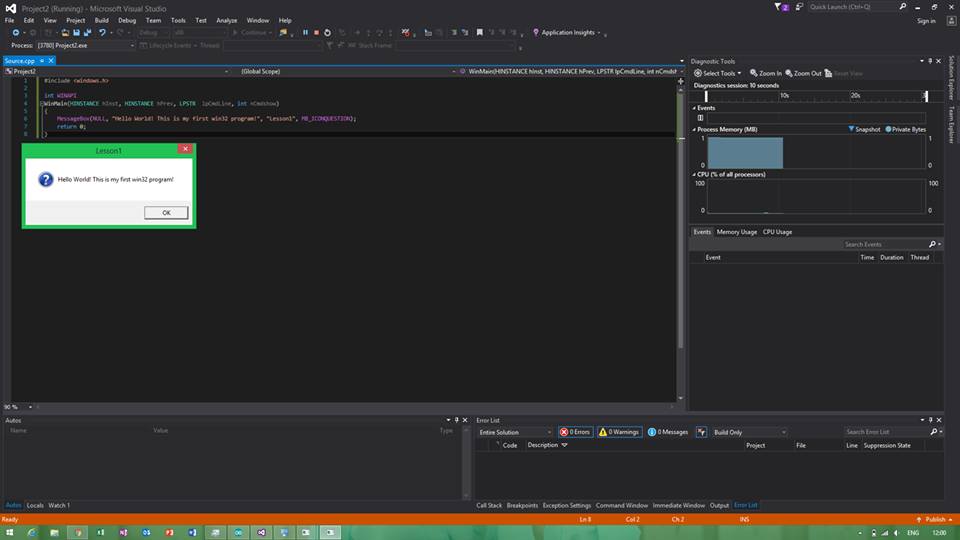 Project2 (Running) - Microsoft Visual Studio
2
Quick Launch (Ctrl+Q)
File Edit View Project Build Debug Team Tools Test Analyze Window Help
Sign in
Debug x86 Continue Application Insights
Process: [3780] Project2.exe Lifecycle Events Thread: Stack Frame:
Source.cpp
Project2 (Global Scope) WinMain(HINSTANCE hInst, HINSTANCE hPrev, LPSTR lpCmdLine, int nCmdsh
1 #include <windows.h>
2
3 int WINAPI
4 WinMain(HINSTANCE hInst, HINSTANCE hPrev, LPSTR lpCmdLine, int nCmdshow)
5 {
6 MessageBox(NULL, "Hello World! This is my first win32 program!", "Lesson1", MB_ICONQUESTION);
7 return 0;
8 }
Lesson1
Hello World! This is my first win32 program!
OK
90 %
Diagnostic Tools
Select Tools Zoom In Zoom Out Reset View
Diagnostics session: 10 seconds
10s 20s
Events
Process Memory (MB) Snapshot Private Bytes
1 1
0 0
CPU (% of all processors)
100 100
0 0
Events Memory Usage CPU Usage
Search Events
Event Time Duration Thread
Solution Explorer
Team Explorer
Autos
Name Value Type
Autos Locals Watch 1
Error List
Entire Solution 0 Errors 0 Warnings 0 Messages Build Only Search Error List
Code Description Project File Line Suppression State
Call Stack Breakpoints Exception Settings Command Window Immediate Window Output Error List
Ready Ln 8 Col 2 Ch 2 INS Publish
ENG 12:00